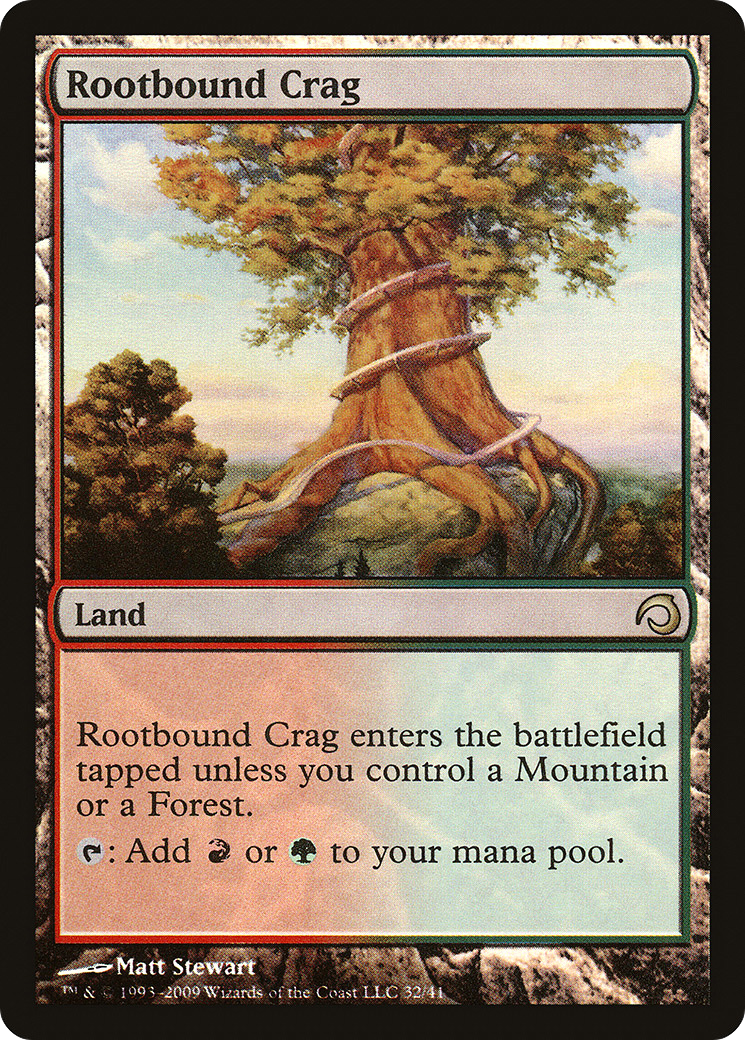 Rootbound Crag
Land
Rootbound Crag enters the battlefield
tapped unless you control a Mountain
or a Forest.
: Add or to your mana pool.
Matt Stewart
™ & © 1993-2009 Wizards of the Coast LLC 32/41